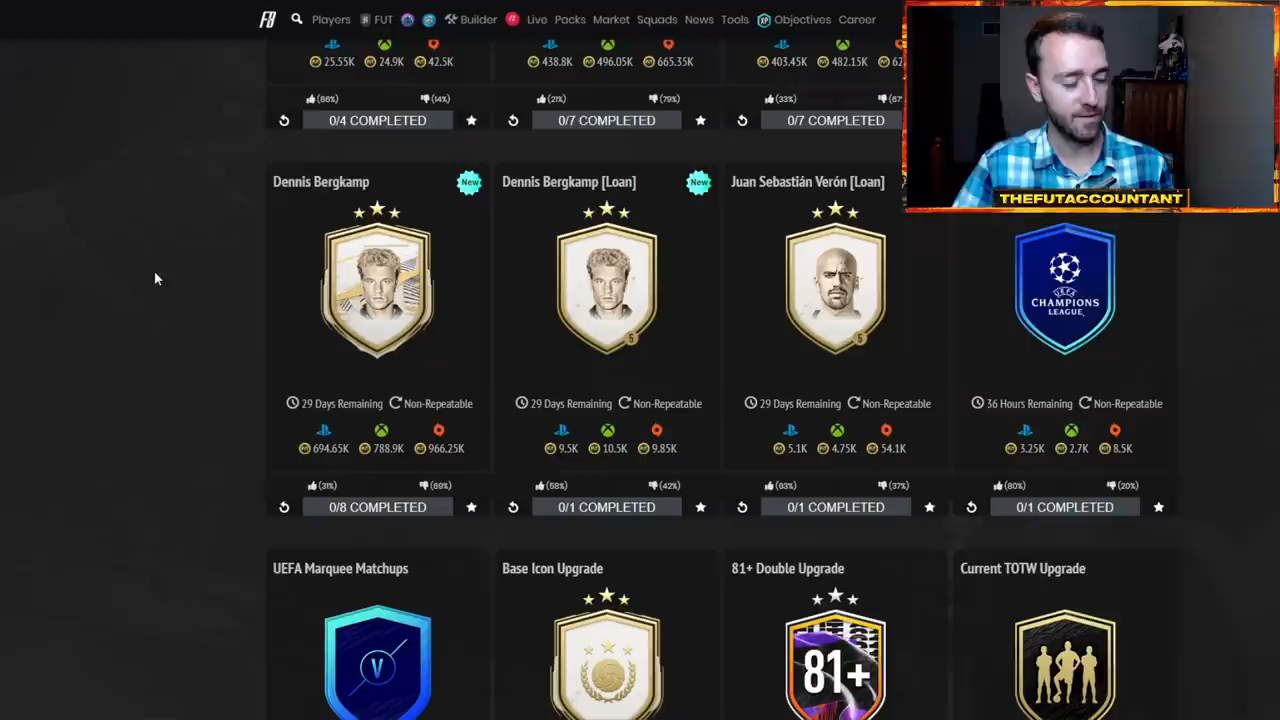 F8 Players FUT Builder Live Packs Market Squads News Tools XP Objectives Career
25.55K 24.9K 42.5K 438.8K 496.05K 665.35K 403.45K 482.15K
(86%) (14%) (21%) (79%) (33%)
0/4 COMPLETED 0/7 COMPLETED 0/7 COMPLETED
THEFUTACCOUNTANT
Dennis Bergkamp New Dennis Bergkamp [Loan] New Juan Sebastián Verón [Loan]
UEFA
CHAMPIONS
LEAGUE
5 5
29 Days Remaining Non-Repeatable 29 Days Remaining Non-Repeatable 29 Days Remaining Non-Repeatable 36 Hours Remaining Non-Repeatable
694.65K 788.9K 966.25K 9.5K 10.5K 9.85K 5.1K 4.75K 54.1K 3.25K 2.7K 8.5K
(31%) (69%) (58%) (42%) (63%) (37%) (80%) (20%)
0/8 COMPLETED 0/1 COMPLETED 0/1 COMPLETED 0/1 COMPLETED
UEFA Marquee Matchups Base Icon Upgrade 81+ Double Upgrade Current TOTW Upgrade
V 81+